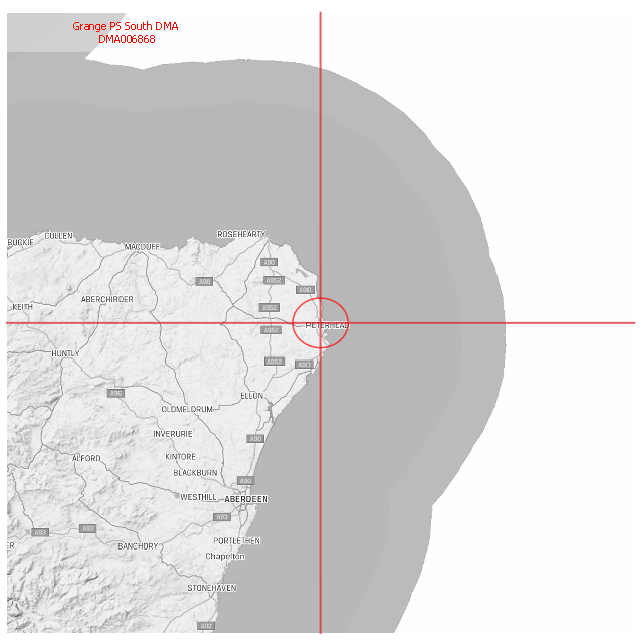 Grange PS South DMA
DMA006868
CULLEN
BUCKIE
MACDUFF
ROSEHEARTY
A90
A98
A952
A90
KEITH
ABERCHIRDER
A952
PETERHEAD
A952
HUNTLY
A952
A90
A96
ELLON
OLDMELDRUM
INVERURIE
A90
ALFORD
KINTORE
BLACKBURN
A90
WESTHILL
ABERDEEN
A93
A93
A93
PORTLETHEN
ER
BANCHORY
Chapelton
STONEHAVEN
A92